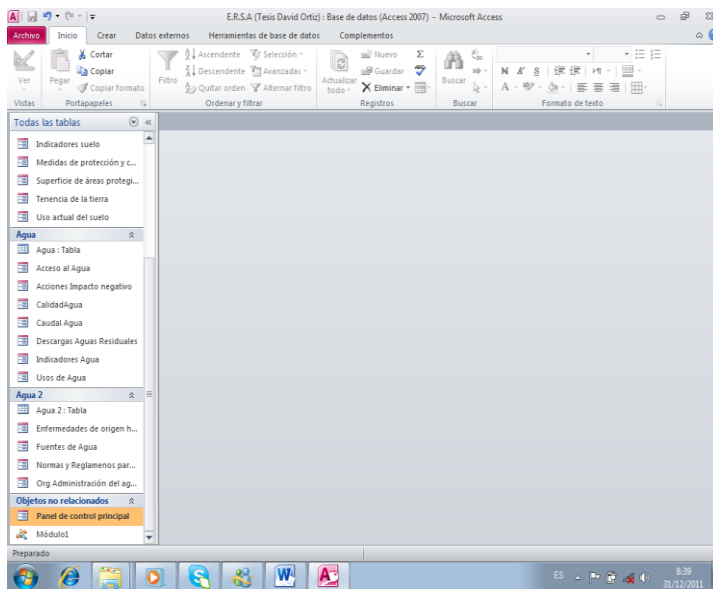 E.R.S.A (Tesis David Ortiz) : Base de datos (Access 2007) - Microsoft Access
Archivo Inicio Crear Datos externos Herramientas de base de datos Complementos
Ver
Vistas
Pegar
Cortar
Copiar
Copiar formato
Portapapeles
Filtro
Ascendente
Descendente
Quitar orden
Selección
Avanzadas
Alternar filtro
Ordenar y filtrar
Actualizar todo
Nuevo
Guardar
Eliminar
Registros
Buscar
Buscar
N K S
A
Formato de texto
Todas las tablas
Indicadores suelo
Medidas de protección y c...
Superficie de áreas protegi...
Tenencia de la tierra
Uso actual del suelo
Agua
Agua : Tabla
Acceso al Agua
Acciones Impacto negativo
CalidadAgua
Caudal Agua
Descargas Aguas Residuales
Indicadores Agua
Usos de Agua
Agua 2
Agua 2 : Tabla
Enfermedades de origen h...
Fuentes de Agua
Normas y Reglamenos par...
Org Administración del ag...
Objetos no relacionados
Panel de control principal
Módulo1
Preparado
ES
8:39
31/12/2011